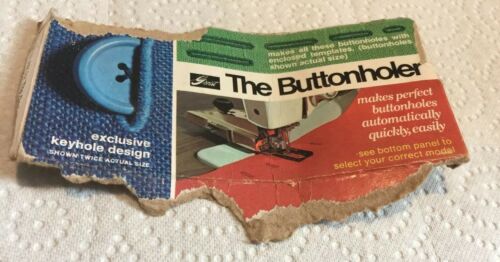 makes all these buttonholes with
enclosed templates. (buttonholes
shown actual size)
The Buttonholer
exclusive
keyhole design
SHOWN TWICE ACTUAL SIZE
makes perfect
buttonholes
automatically
quickly, easily
-see bottom panel to
select your correct model